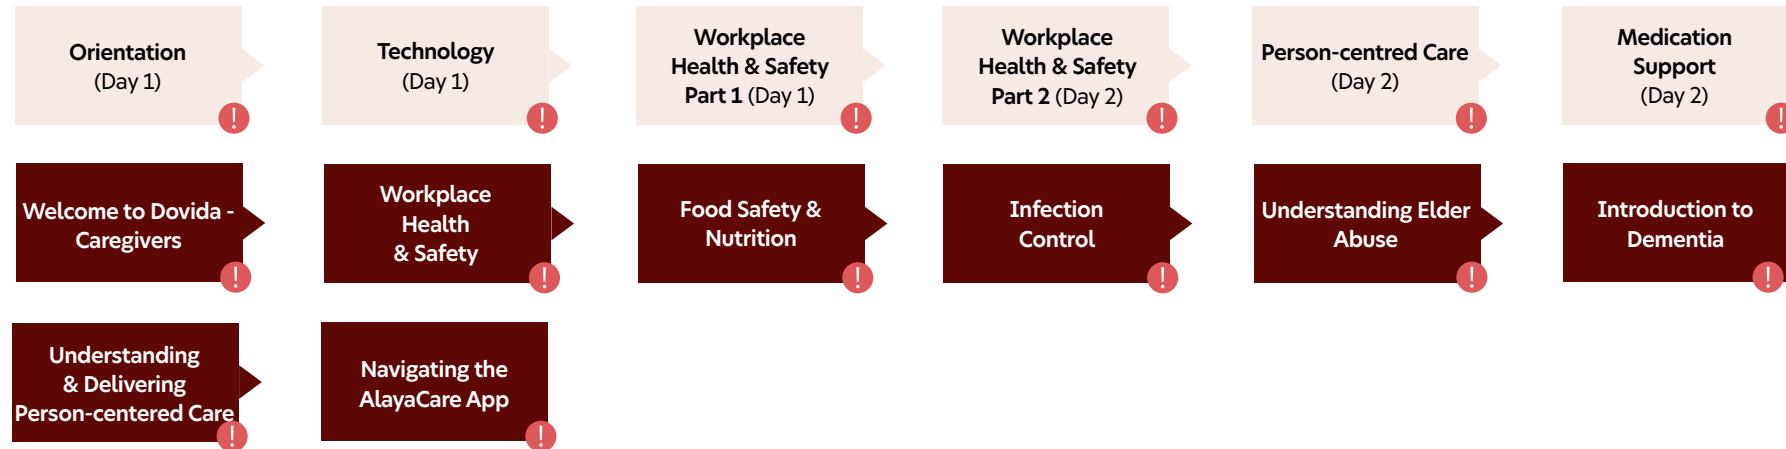 Orientation
(Day 1)
Technology
(Day 1)
Workplace
Health & Safety
Part 1 (Day 1)
Workplace
Health & Safety
Part 2 (Day 2)
Person-centred Care
(Day 2)
Medication
Support
(Day 2)
!
!
!
!
!
!
Welcome to Dovida -
Caregivers
Workplace
Health
& Safety
Food Safety &
Nutrition
Infection
Control
Understanding Elder
Abuse
Introduction to
Dementia
!
!
!
!
!
!
Understanding
& Delivering
Person-centered Care
Navigating the
AlayaCare App
!
!